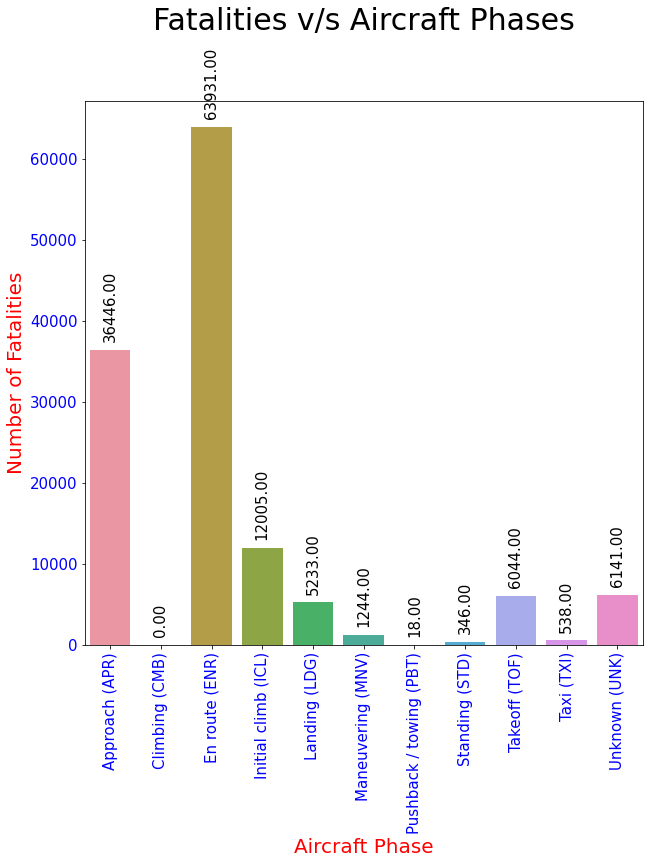 Fatalities v/s Aircraft Phases
Number of Fatalities
60000
50000
40000
30000
20000
10000
0
36446.00
0.00
63931.00
12005.00
5233.00
1244.00
18.00
346.00
6044.00
538.00
6141.00
Approach (APR)
Climbing (CMB)
En route (ENR)
Initial climb (ICL)
Landing (LDG)
Maneuvering (MNV)
Pushback / towing (PBT)
Standing (STD)
Takeoff (TOF)
Taxi (TXI)
Unknown (UNK)
Aircraft Phase